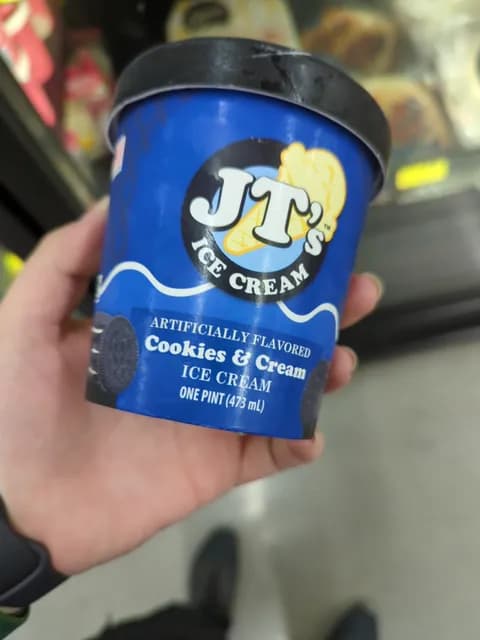 JT's
ICE CREAM
ARTIFICIALLY FLAVORED
Cookies & Cream
ICE CREAM
ONE PINT (473 mL)